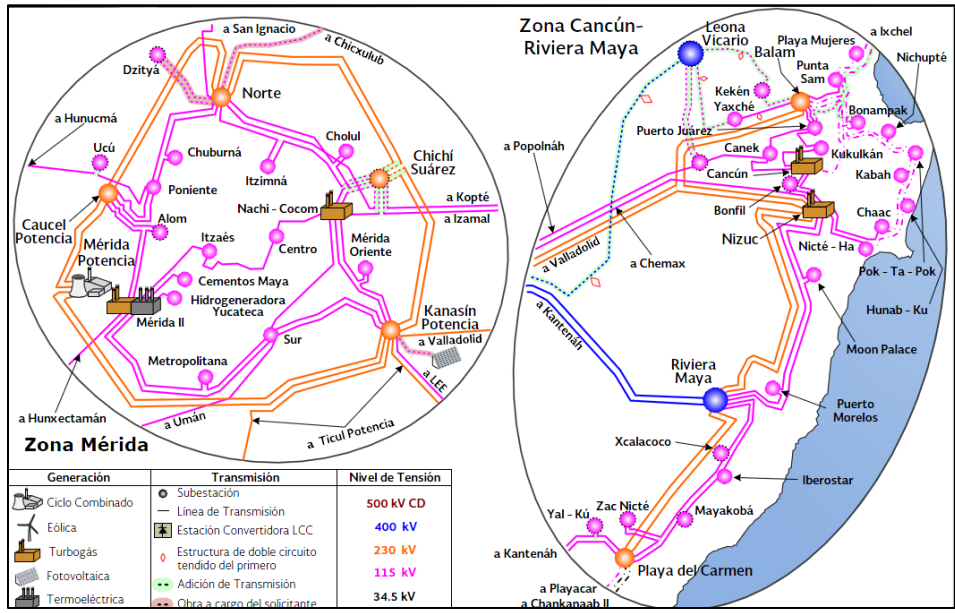 a San Ignacio
a Chicxulub
Dzityá
Norte
a Hunucmá
Ucú
Chuburná
Cholul
Itzimná
Chichí
Suárez
Poniente
Caucel
Potencia
Nachi - Cocom
a Kopté
a Izamal
Alom
Mérida
Potencia
Itzaés
Centro
Mérida
Oriente
Cementos Maya
Hidrogeneradora
Yucateca
Mérida II
Kanasín
Potencia
a Valladolid
Sur
Metropolitana
a LEE
a Hunxectamán
a Umán
a Ticul Potencia
Zona Mérida
Generación
Ciclo Combinado
Eólica
Turbogás
Fotovoltaica
Termoeléctrica
Transmisión
Subestación
Línea de Transmisión
Estación Convertidora LCC
Estructura de doble circuito
tendido del primero
Adición de Transmisión
Obra a cargo del solicitante
Nivel de Tensión
500 kV CD
400 kV
230 kV
115 kV
34.5 kV
Zona Cancún-
Riviera Maya
Leona
Vicario
Playa Mujeres
a Ixchel
Balam
Punta
Sam
Nichupté
Kekén
Yaxché
Bonampak
Puerto Juárez
a Popolnáh
Canek
Kukulkán
Cancún
Kabah
Bonfil
Chaac
Nizuc
a Valladolid
a Chemax
Nicté - Ha
Pok - Ta - Pok
a Kantenáh
Hunab - Ku
Moon Palace
Riviera
Maya
Puerto
Morelos
Xcalacoco
Iberostar
Yal - Kú
Zac Nicté
Mayakobá
a Kantenáh
Playa del Carmen
a Playacar
a Chankanaab II